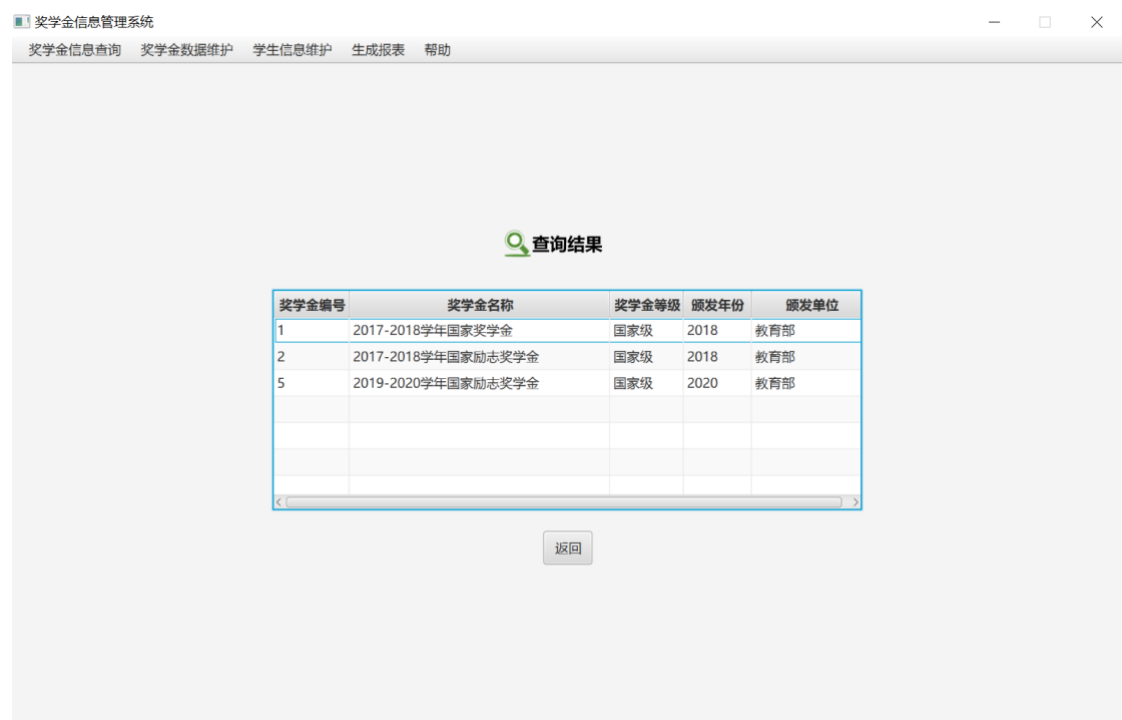 奖学金信息管理系统
奖学金信息查询 奖学金数据维护 学生信息维护 生成报表 帮助
查询结果
奖学金编号 奖学金名称 奖学金等级 颁发年份 颁发单位
1 2017-2018学年国家奖学金 国家级 2018 教育部
2 2017-2018学年国家励志奖学金 国家级 2018 教育部
5 2019-2020学年国家励志奖学金 国家级 2020 教育部
返回